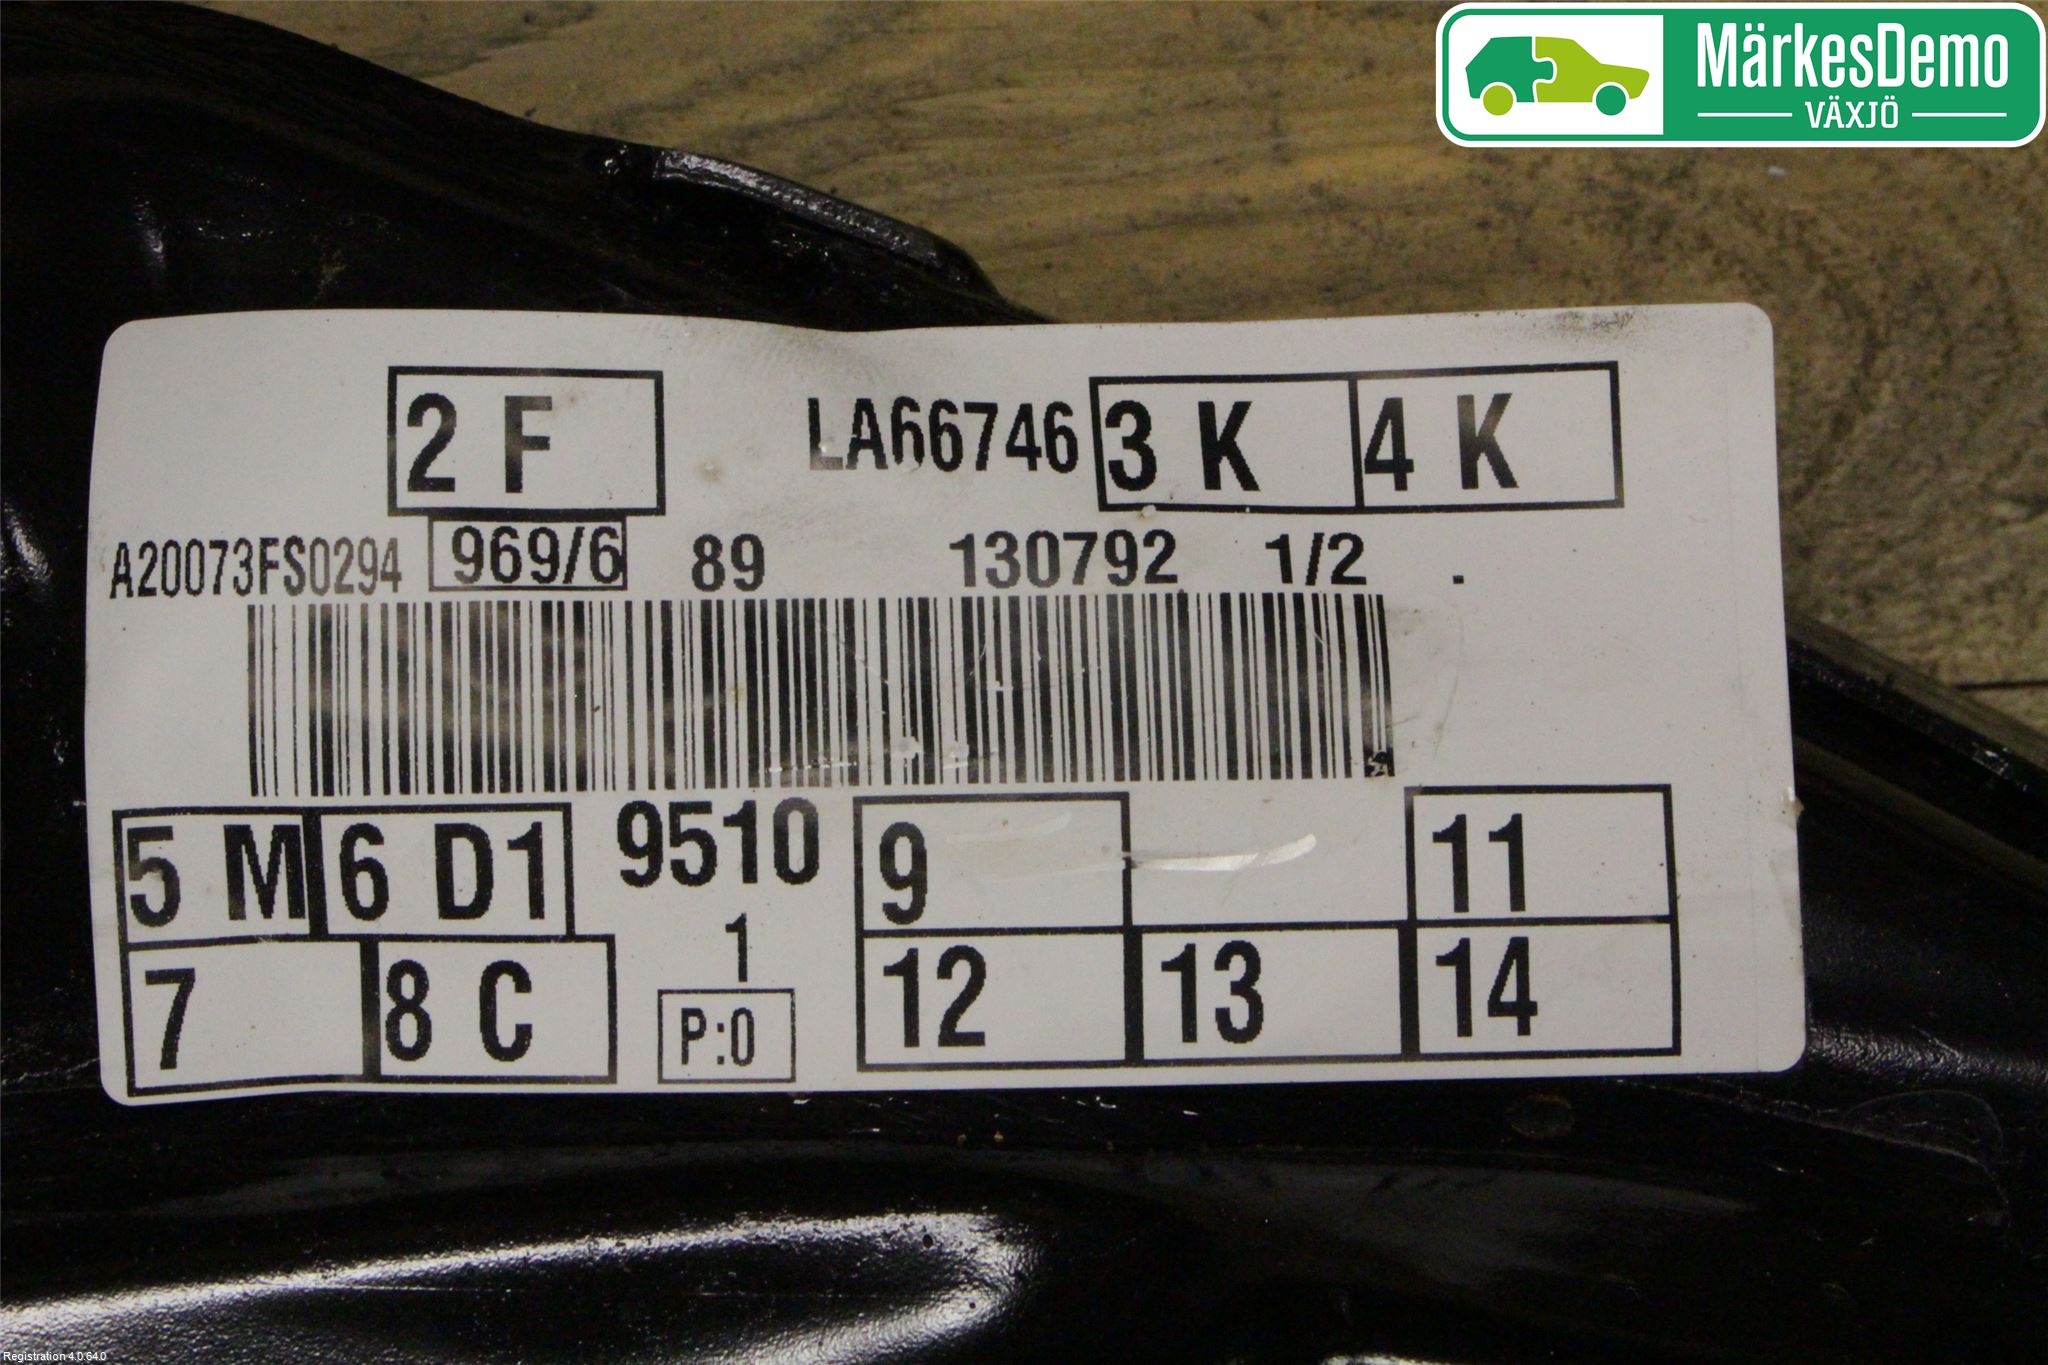 MärkesDemo
VÄXJÖ
2 F LA66746 3 K 4 K
A20073FS0294 969/6 89 130792 1/2 .
5 M 6 D1 9510 9 11
1
7 8 C P:0 12 13 14
Registration 4.0.64.0